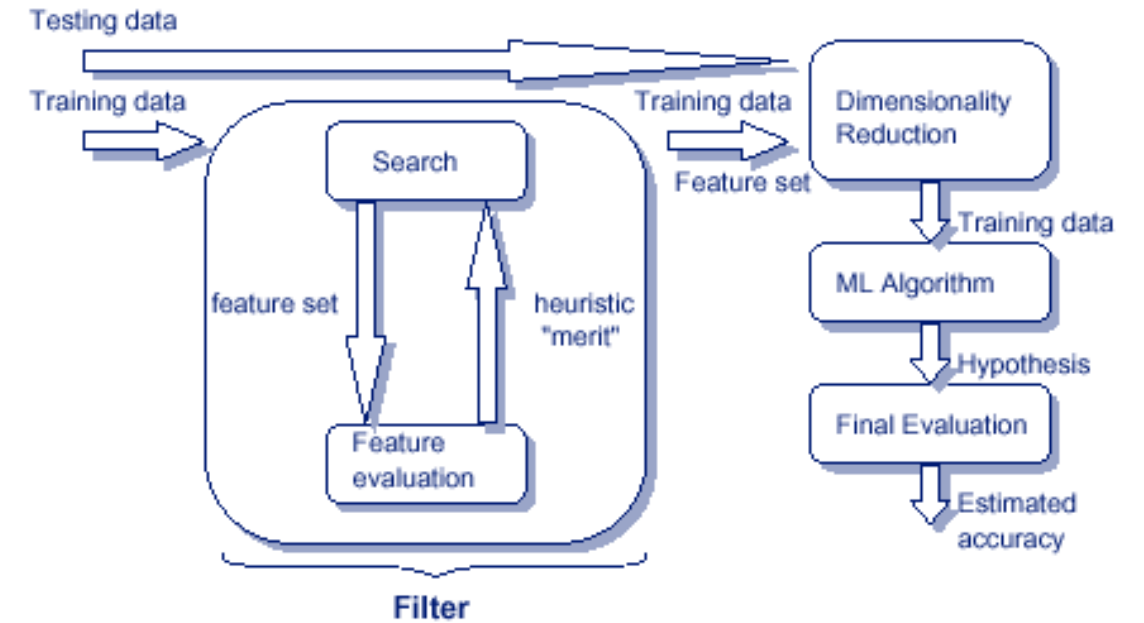 Testing data
Training data
Search
feature set
heuristic
"merit"
Feature
evaluation
Filter
Training data
Feature set
Dimensionality
Reduction
Training data
ML Algorithm
Hypothesis
Final Evaluation
Estimated
accuracy